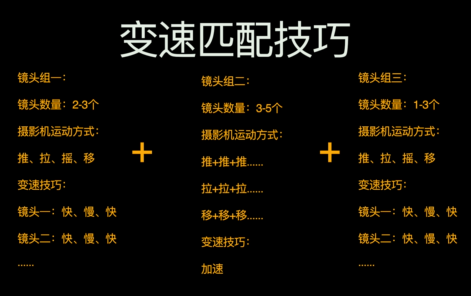 变速匹配技巧
镜头组一：
镜头数量：2-3个
摄影机运动方式：
推、拉、摇、移
变速技巧：
镜头一：快、慢、快
镜头二：快、慢、快
......
+
镜头组二：
镜头数量：3-5个
摄影机运动方式：
推+推+推......
拉+拉+拉......
移+移+移......
变速技巧：
加速
+
镜头组三：
镜头数量：1-3个
摄影机运动方式：
推、拉、摇、移
变速技巧：
镜头一：快、慢、快
镜头二：快、慢、快
......